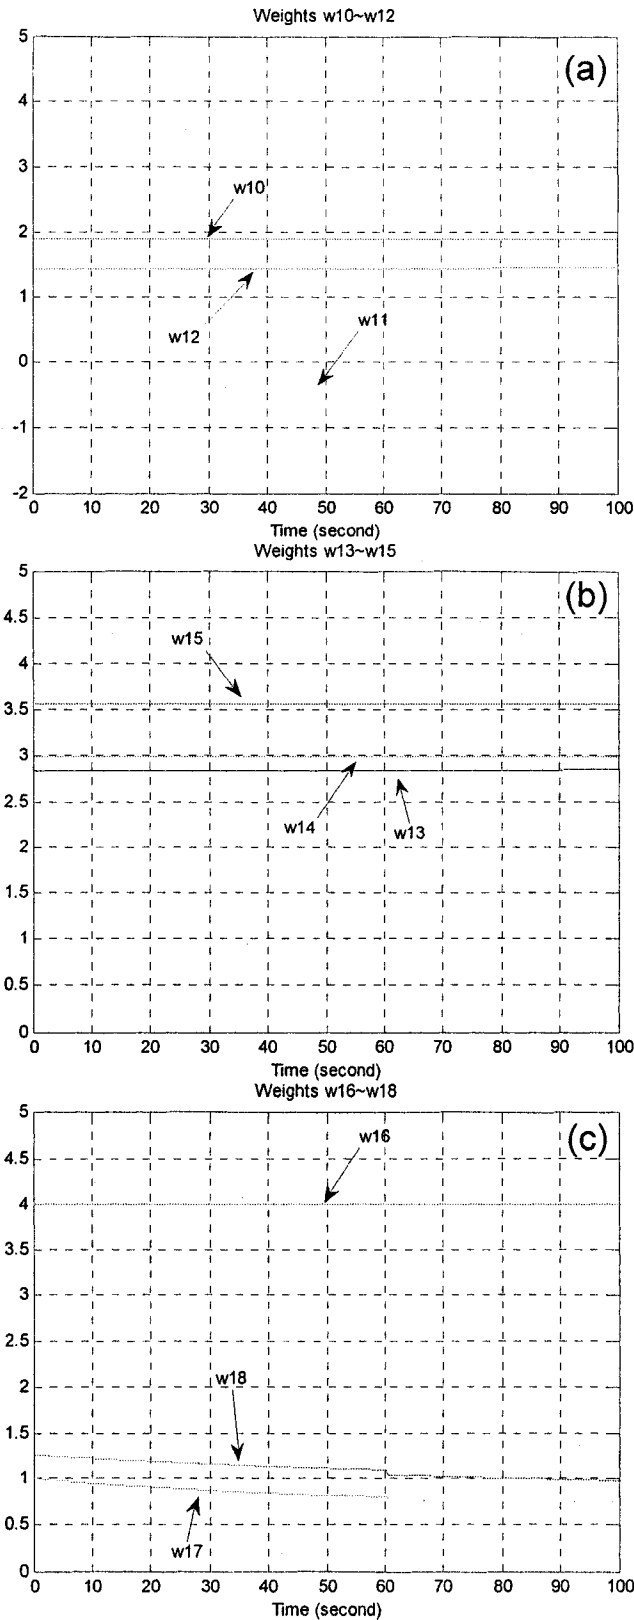 Weights w10~w12
(a)
5
4
3
2
1
0
-1
-2
w10
w12
w11
0 10 20 30 40 50 60 70 80 90 100
Time (second)
Weights w13~w15
(b)
5
4.5
4
3.5
3
2.5
2
1.5
1
0.5
0
w15
w14
w13
0 10 20 30 40 50 60 70 80 90 100
Time (second)
Weights w16~w18
(c)
5
4.5
4
3.5
3
2.5
2
1.5
1
0.5
0
w16
w18
w17
0 10 20 30 40 50 60 70 80 90 100
Time (second)